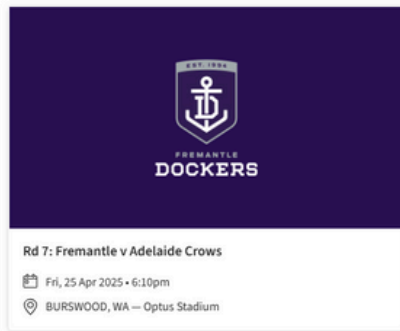 EST. 1994
FREMANTLE
DOCKERS
Rd 7: Fremantle v Adelaide Crows
Fri, 25 Apr 2025 • 6:10pm
BURSWOOD, WA — Optus Stadium